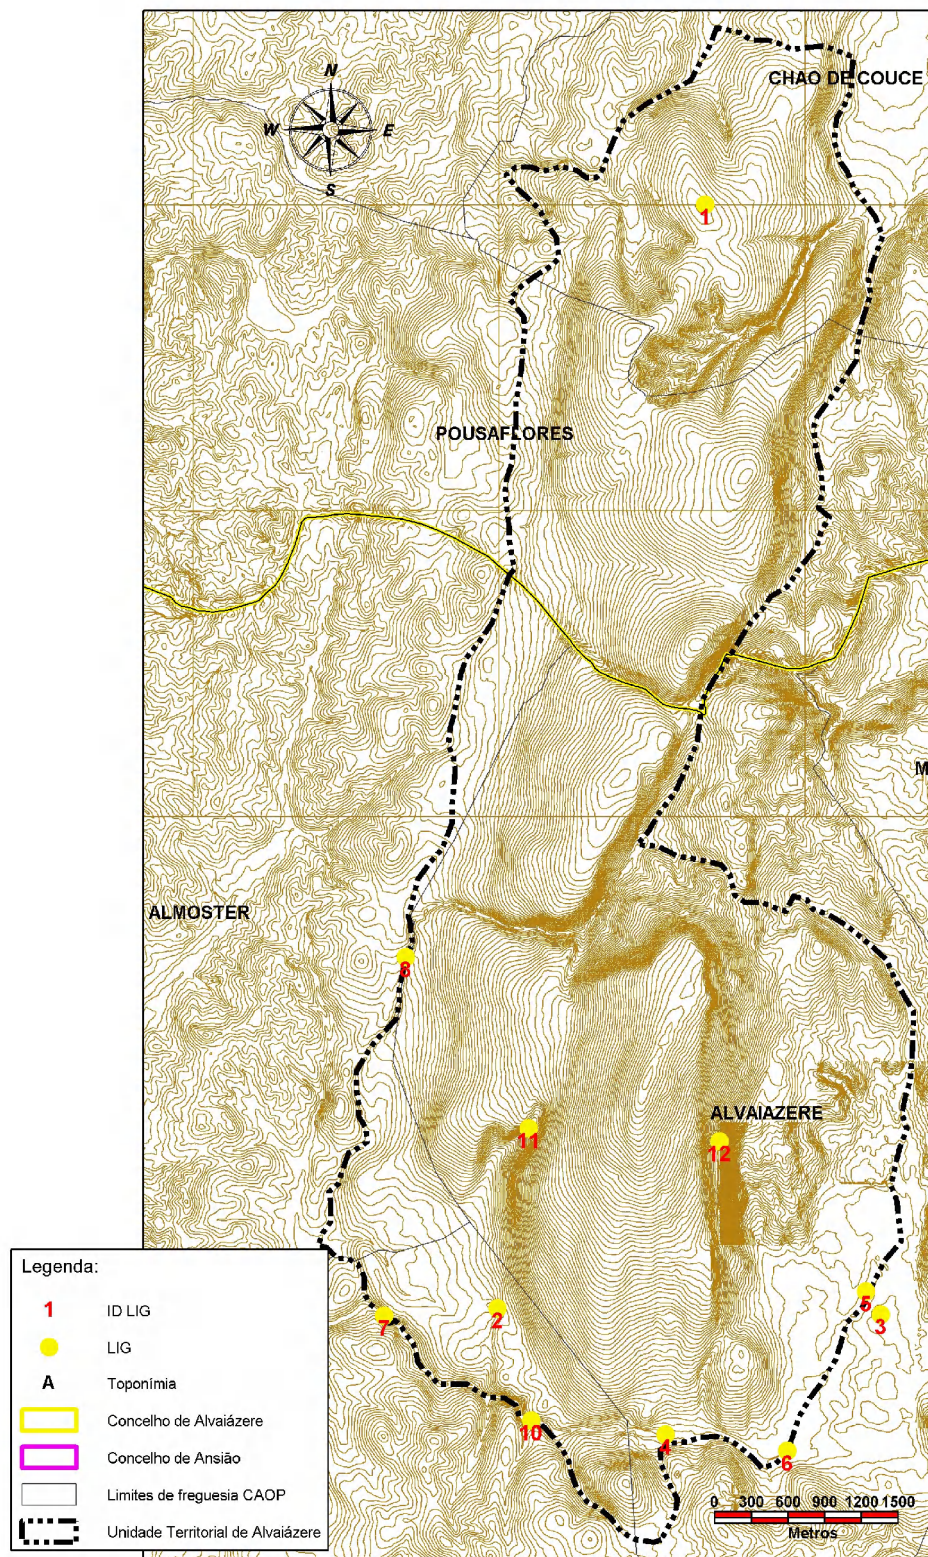 N
CHAO DE COUCE
W E
S
1
POUSAFLORES
M
ALMOSTER
8
ALVAIAZERE
11
12
5
2
3
7
10
4
6
0 300 600 900 1200 1500
Metros
Legenda:
1 ID LIG
LIG
A Toponímia
Concelho de Alvaiázere
Concelho de Ansião
Limites de freguesia CAOP
Unidade Territorial de Alvaiázere